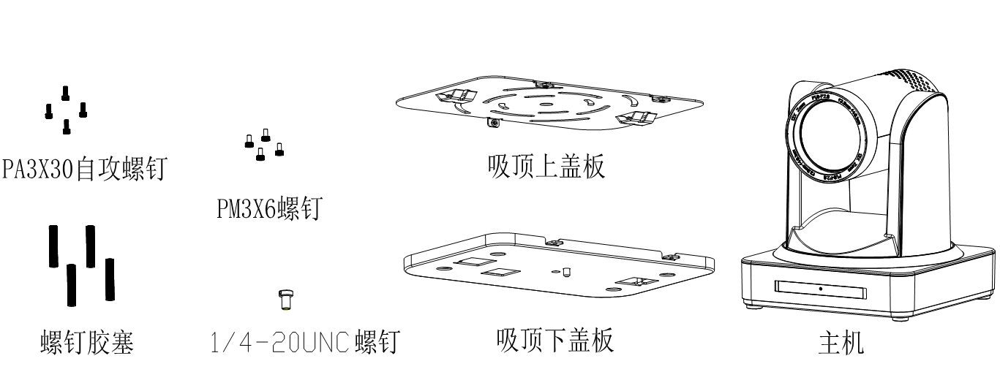 PA3X30自攻螺钉
PM3X6螺钉
吸顶上盖板
螺钉胶塞
1/4-20UNC螺钉
吸顶下盖板
主机